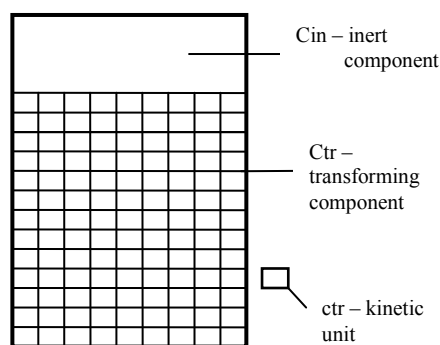 Cin – inert
component
Ctr –
transforming
component
ctr – kinetic
unit